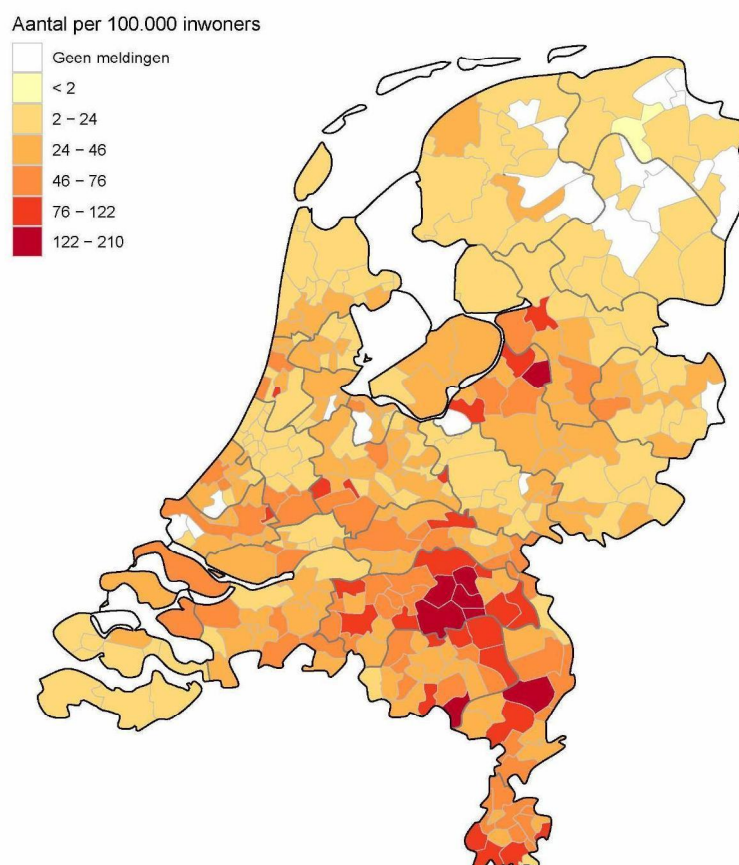 Aantal per 100.000 inwoners
Geen meldingen
< 2
2 – 24
24 – 46
46 – 76
76 – 122
122 – 210